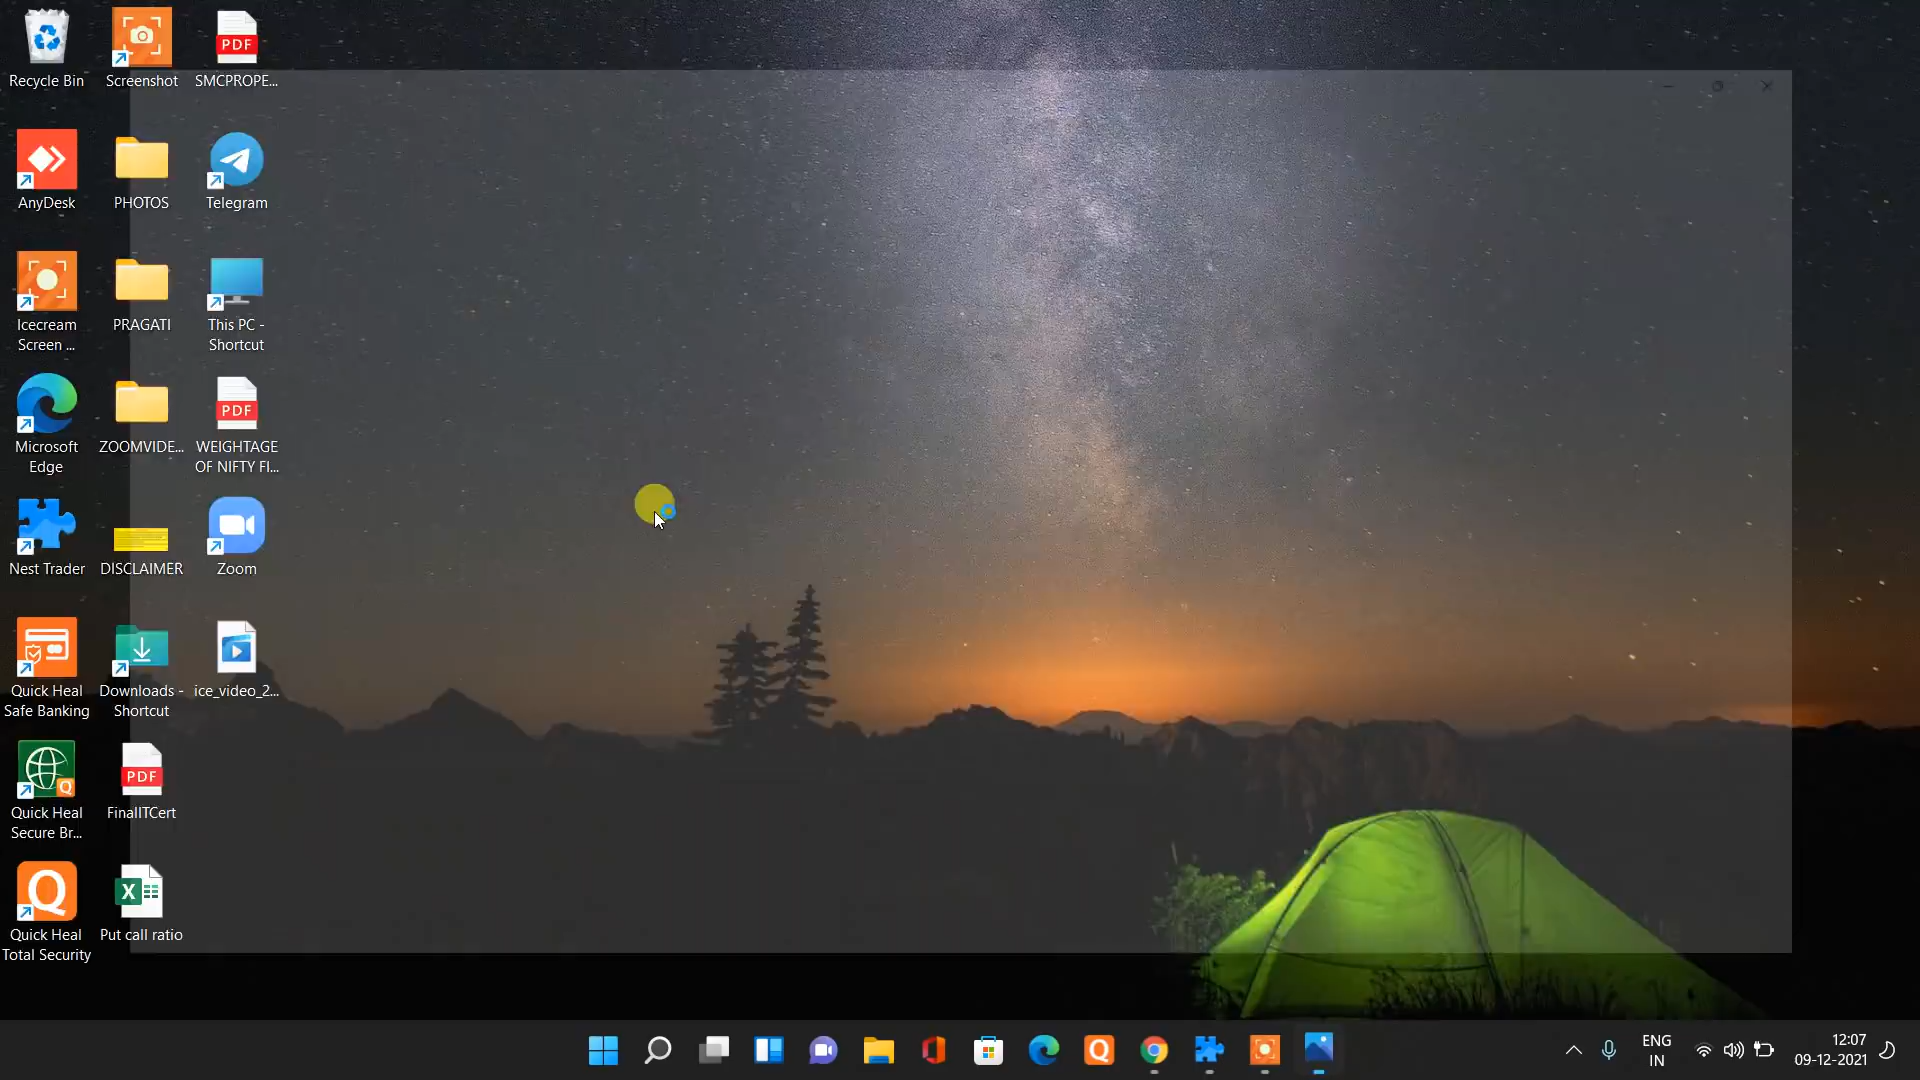 Recycle Bin
Screenshot
PDF
SMCPROPE...
AnyDesk
PHOTOS
Telegram
Icecream
Screen ...
PRAGATI
This PC -
Shortcut
Microsoft
Edge
ZOOMVIDE...
PDF
WEIGHTAGE
OF NIFTY FI...
Nest Trader
DISCLAIMER
Zoom
Quick Heal
Safe Banking
Downloads -
Shortcut
ice_video_2...
Quick Heal
Secure Br...
PDF
FinalITCert
Quick Heal
Total Security
Put call ratio
ENG
IN
12:07
09-12-2021